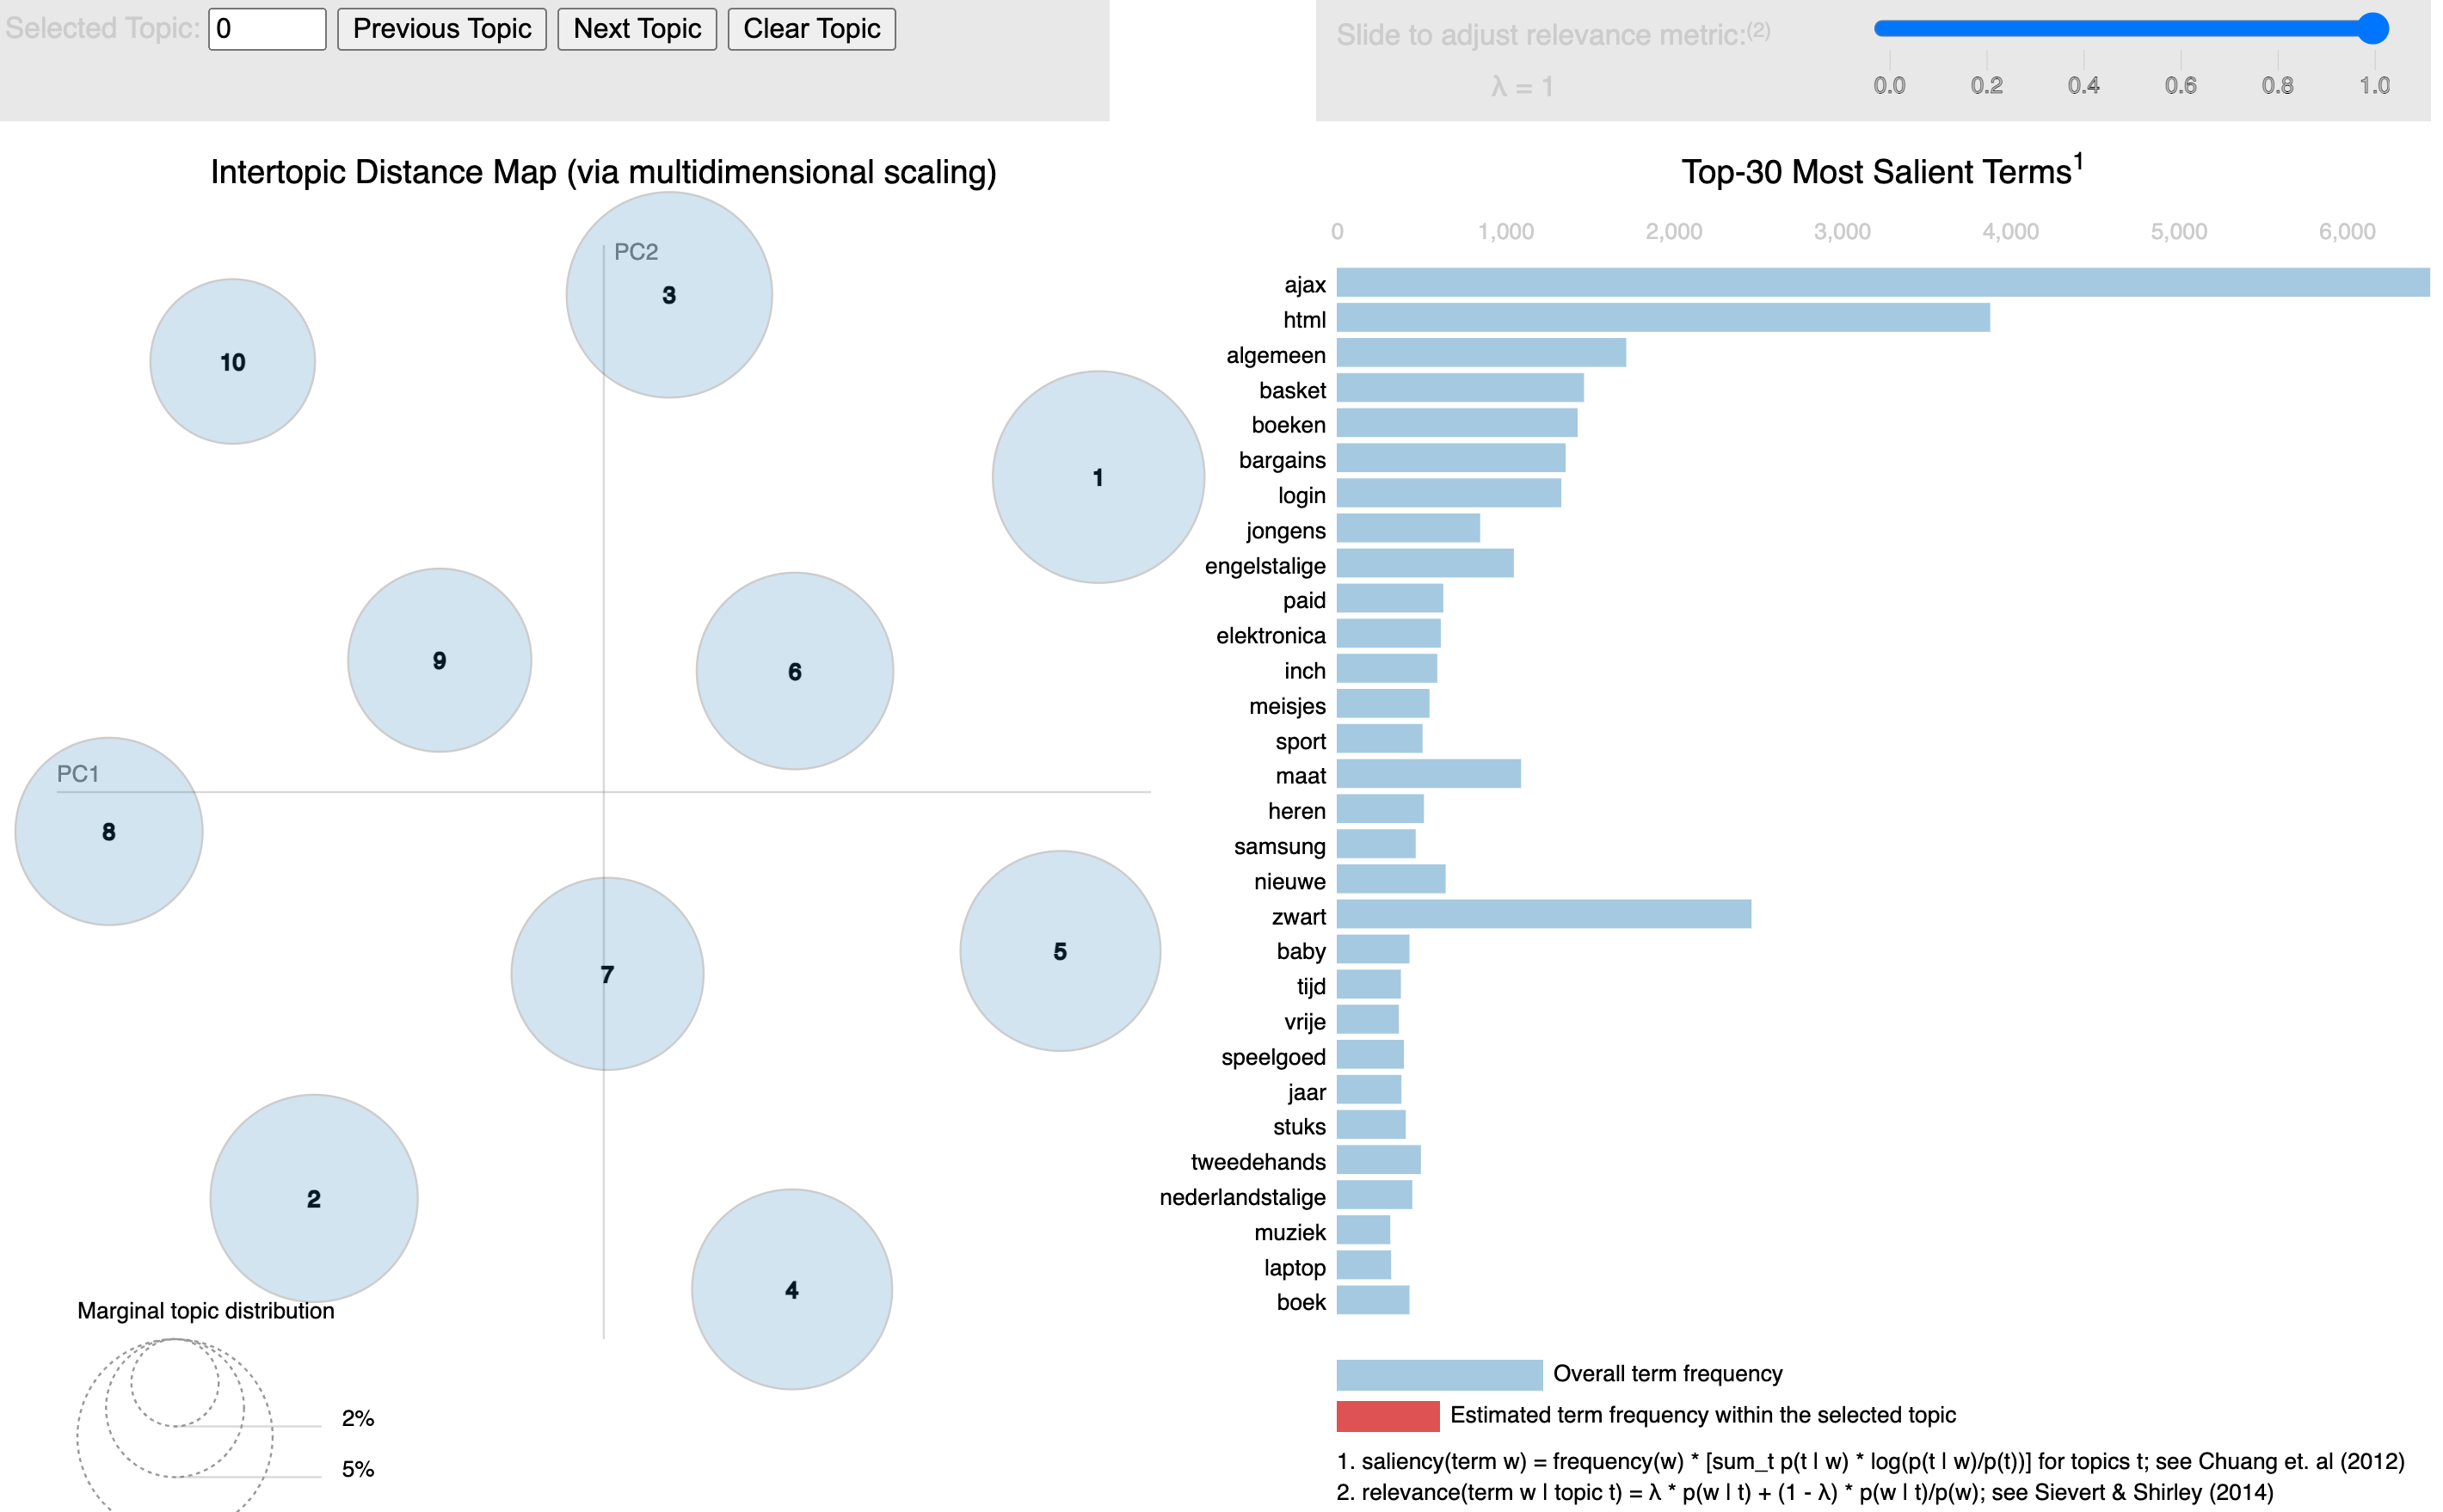 Selected Topic: 0 Previous Topic Next Topic Clear Topic
Slide to adjust relevance metric:(2)
λ = 1
0.0 0.2 0.4 0.6 0.8 1.0
Intertopic Distance Map (via multidimensional scaling)
PC2
3
10
1
9
6
PC1
8
5
7
2
4
Marginal topic distribution
2%
5%
Top-30 Most Salient Terms1
0 1,000 2,000 3,000 4,000 5,000 6,000
ajax
html
algemeen
basket
boeken
bargains
login
jongens
engelstalige
paid
elektronica
inch
meisjes
sport
maat
heren
samsung
nieuwe
zwart
baby
tijd
vrije
speelgoed
jaar
stuks
tweedehands
nederlandstalige
muziek
laptop
boek
Overall term frequency
Estimated term frequency within the selected topic
1. saliency(term w) = frequency(w) * [sum_t p(t | w) * log(p(t | w)/p(t))] for topics t; see Chuang et. al (2012)
2. relevance(term w | topic t) = λ * p(w | t) + (1 - λ) * p(w | t)/p(w); see Sievert & Shirley (2014)